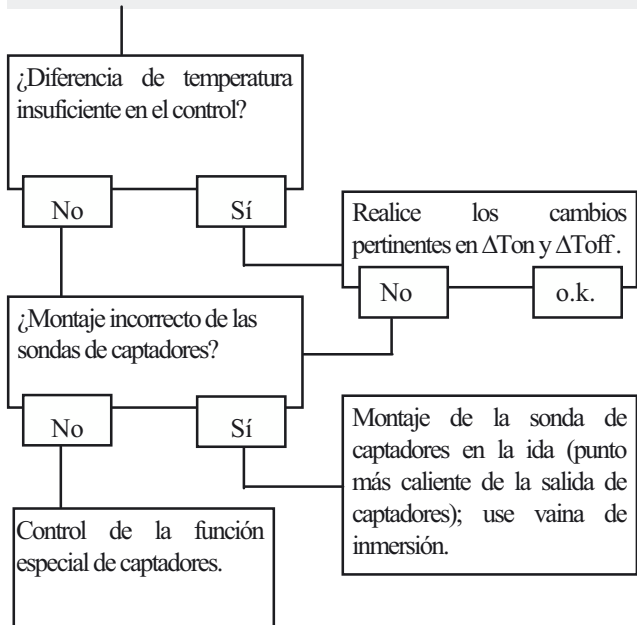 ¿Diferencia de temperatura
insuficiente en el control?
No
Sí
Realice los cambios
pertinentes en ΔTon y ΔToff .
No
o.k.
¿Montaje incorrecto de las
sondas de captadores?
No
Sí
Montaje de la sonda de
captadores en la ida (punto
más caliente de la salida de
captadores); use vaina de
inmersión.
Control de la función
especial de captadores.